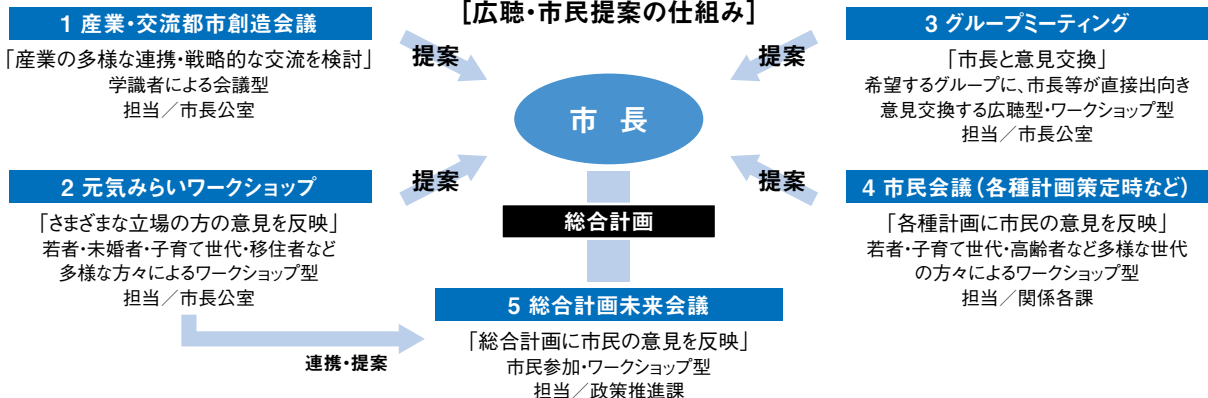 [広聴・市民提案の仕組み]
1 産業・交流都市創造会議
「産業の多様な連携・戦略的な交流を検討」
学識者による会議型
担当／市長公室
提案
2 元気みらいワークショップ
「さまざまな立場の方の意見を反映」
若者・未婚者・子育て世代・移住者など
多様な方々によるワークショップ型
担当／市長公室
提案
連携・提案
市 長
総合計画
5 総合計画未来会議
「総合計画に市民の意見を反映」
市民参加・ワークショップ型
担当／政策推進課
3 グループミーティング
「市長と意見交換」
希望するグループに、市長等が直接出向き
意見交換する広聴型・ワークショップ型
担当／市長公室
提案
4 市民会議（各種計画策定時など）
「各種計画に市民の意見を反映」
若者・子育て世代・高齢者など多様な世代
の方々によるワークショップ型
担当／関係各課
提案